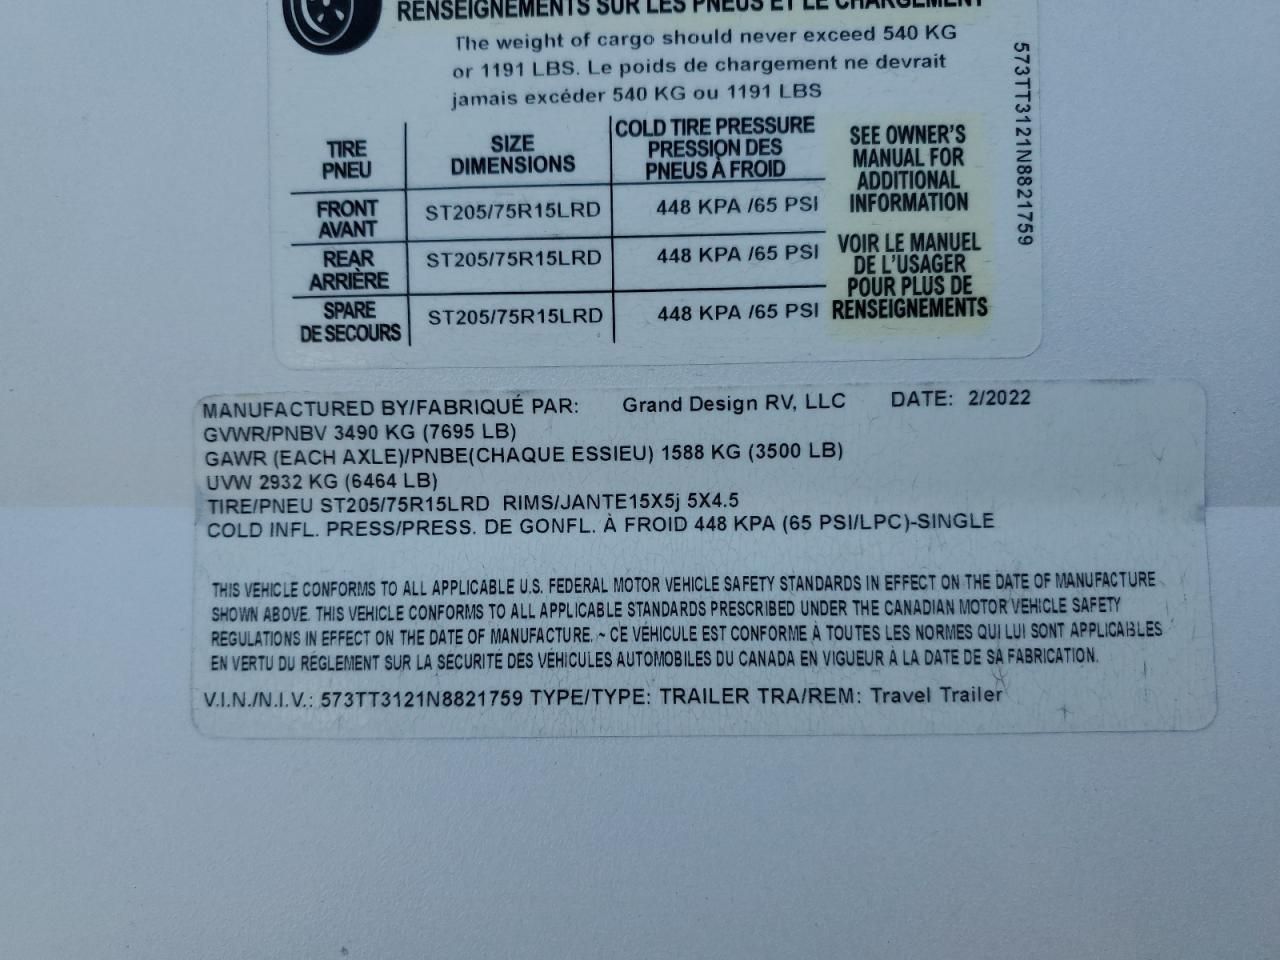 RENSEIGNEMENTS SUR LES PNEUS ET LE CHARGEMENT
The weight of cargo should never exceed 540 KG
or 1191 LBS. Le poids de chargement ne devrait
jamais excéder 540 KG ou 1191 LBS
TIRE
PNEU
SIZE
DIMENSIONS
COLD TIRE PRESSURE
PRESSION DES
PNEUS À FROID
FRONT
AVANT
ST205/75R15LRD
448 KPA /65 PSI
REAR
ARRIÈRE
ST205/75R15LRD
448 KPA /65 PSI
SPARE
DE SECOURS
ST205/75R15LRD
448 KPA /65 PSI
SEE OWNER'S
MANUAL FOR
ADDITIONAL
INFORMATION
VOIR LE MANUEL
DE L'USAGER
POUR PLUS DE
RENSEIGNEMENTS
573TT3121N8821759
MANUFACTURED BY/FABRIQUÉ PAR: Grand Design RV, LLC DATE: 2/2022
GVWR/PNBV 3490 KG (7695 LB)
GAWR (EACH AXLE)/PNBE(CHAQUE ESSIEU) 1588 KG (3500 LB)
UVW 2932 KG (6464 LB)
TIRE/PNEU ST205/75R15LRD RIMS/JANTE15X5j 5X4.5
COLD INFL. PRESS/PRESS. DE GONFL. À FROID 448 KPA (65 PSI/LPC)-SINGLE
THIS VEHICLE CONFORMS TO ALL APPLICABLE U.S. FEDERAL MOTOR VEHICLE SAFETY STANDARDS IN EFFECT ON THE DATE OF MANUFACTURE
SHOWN ABOVE. THIS VEHICLE CONFORMS TO ALL APPLICABLE STANDARDS PRESCRIBED UNDER THE CANADIAN MOTOR VEHICLE SAFETY
REGULATIONS IN EFFECT ON THE DATE OF MANUFACTURE. ~ CE VÉHICULE EST CONFORME À TOUTES LES NORMES QUI LUI SONT APPLICABLES
EN VERTU DU RÉGLEMENT SUR LA SÉCURITÉ DES VÉHICULES AUTOMOBILES DU CANADA EN VIGUEUR À LA DATE DE SA FABRICATION.
V.I.N./N.I.V.: 573TT3121N8821759 TYPE/TYPE: TRAILER TRA/REM: Travel Trailer